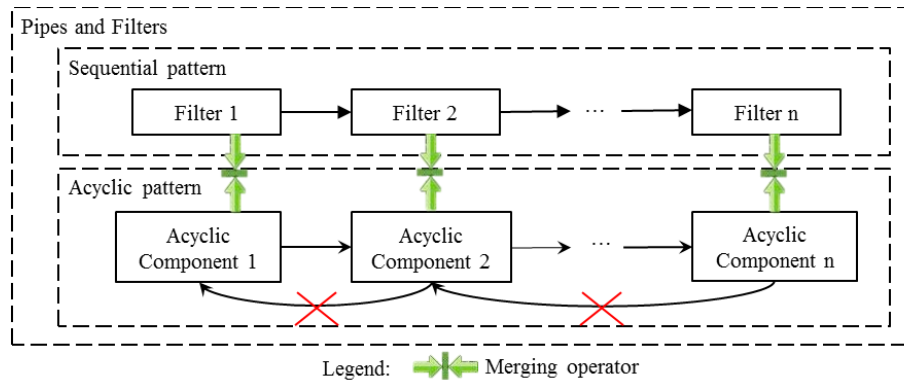 Pipes and Filters
Sequential pattern
Filter 1
Filter 2
...
Filter n
Acyclic pattern
Acyclic
Component 1
Acyclic
Component 2
...
Acyclic
Component n
Legend:
Merging operator